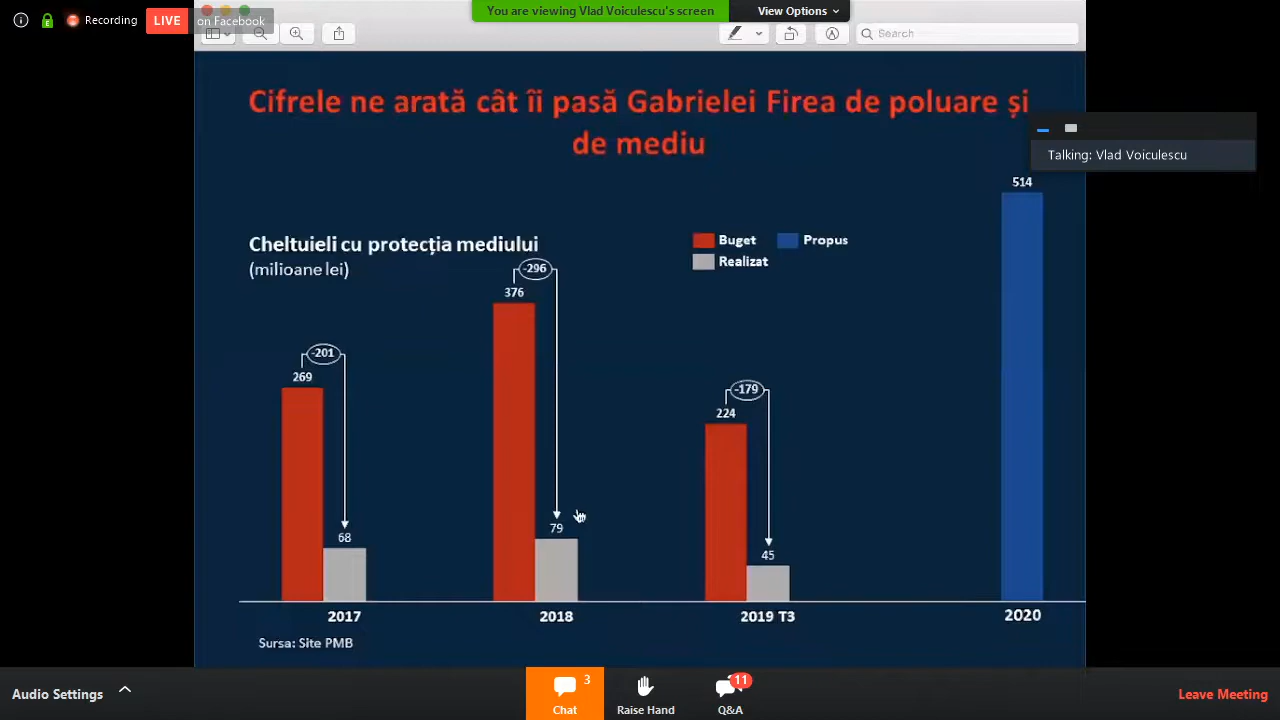 Recording
LIVE
on Facebook
You are viewing Vlad Voiculescu's screen
View Options
Search
Talking: Vlad Voiculescu
Cifrele ne arată cât îi pasă Gabrielei Firea de poluare și
de mediu
Cheltuieli cu protecția mediului
(milioane lei)
Buget
Propus
Realizat
-201
269
68
-296
376
79
-179
224
45
514
2017
2018
2019 T3
2020
Sursa: Site PMB
Audio Settings
3
Chat
Raise Hand
11
Q&A
Leave Meeting